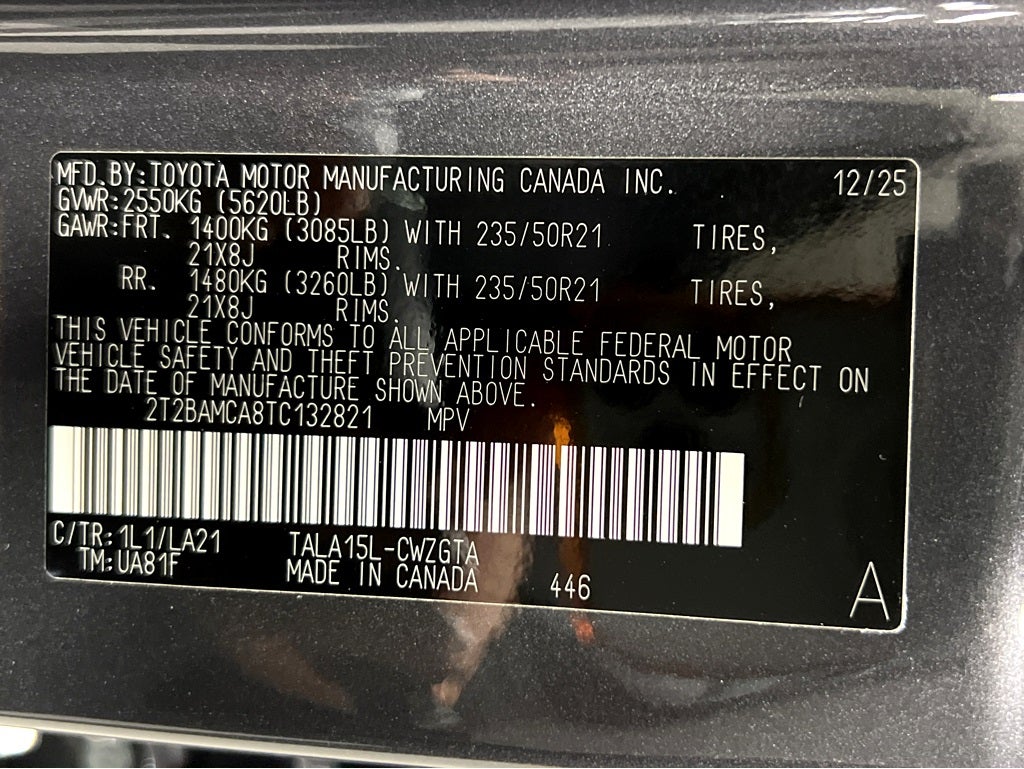 MFD.BY:TOYOTA MOTOR MANUFACTURING CANADA INC. 12/25
GVWR:2550KG (5620LB)
GAWR:FRT. 1400KG (3085LB) WITH 235/50R21 TIRES,
21X8J RIMS.
RR. 1480KG (3260LB) WITH 235/50R21 TIRES,
21X8J RIMS.
THIS VEHICLE CONFORMS TO ALL APPLICABLE FEDERAL MOTOR
VEHICLE SAFETY AND THEFT PREVENTION STANDARDS IN EFFECT ON
THE DATE OF MANUFACTURE SHOWN ABOVE.
2T2BAMCA8TC132821 MPV
C/TR:1L1/LA21 TALA15L-CWZGTA
TM:UA81F MADE IN CANADA 446
A